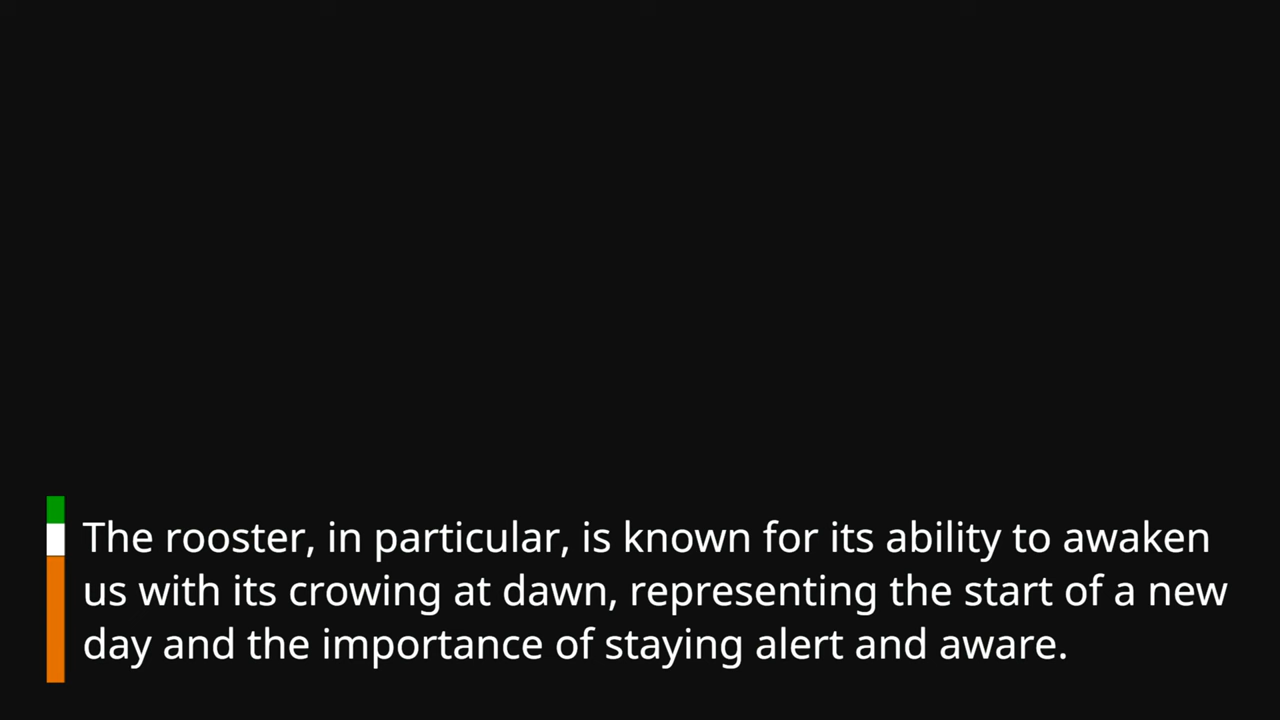 The rooster, in particular, is known for its ability to awaken
us with its crowing at dawn, representing the start of a new
day and the importance of staying alert and aware.